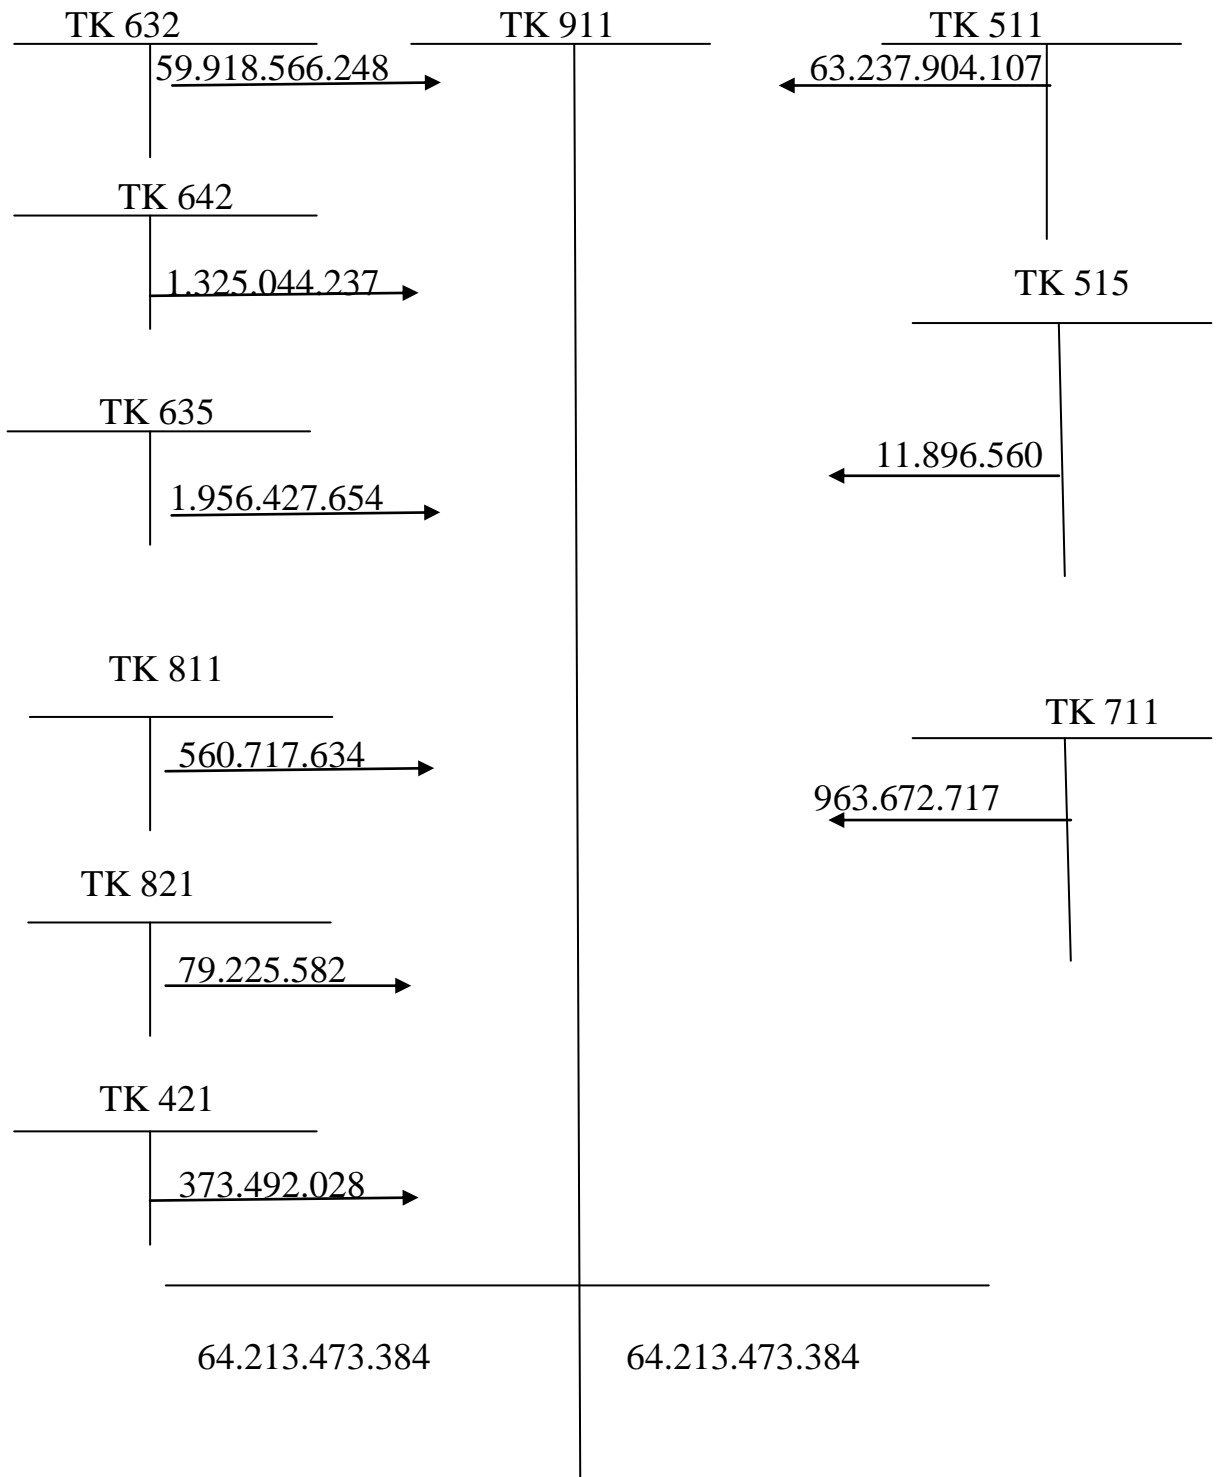 TK 632 TK 911 TK 511
59.918.566.248 63.237.904.107
TK 642
1.325.044.237 TK 515
TK 635
11.896.560
1.956.427.654
TK 811
TK 711
560.717.634
963.672.717
TK 821
79.225.582
TK 421
373.492.028
64.213.473.384 64.213.473.384